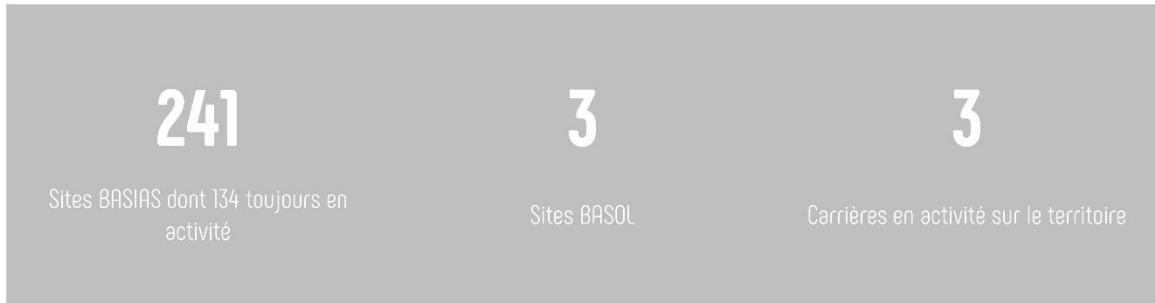 241
Sites BASIAS dont 134 toujours en
activité
3
Sites BASOL
3
Carrières en activité sur le territoire